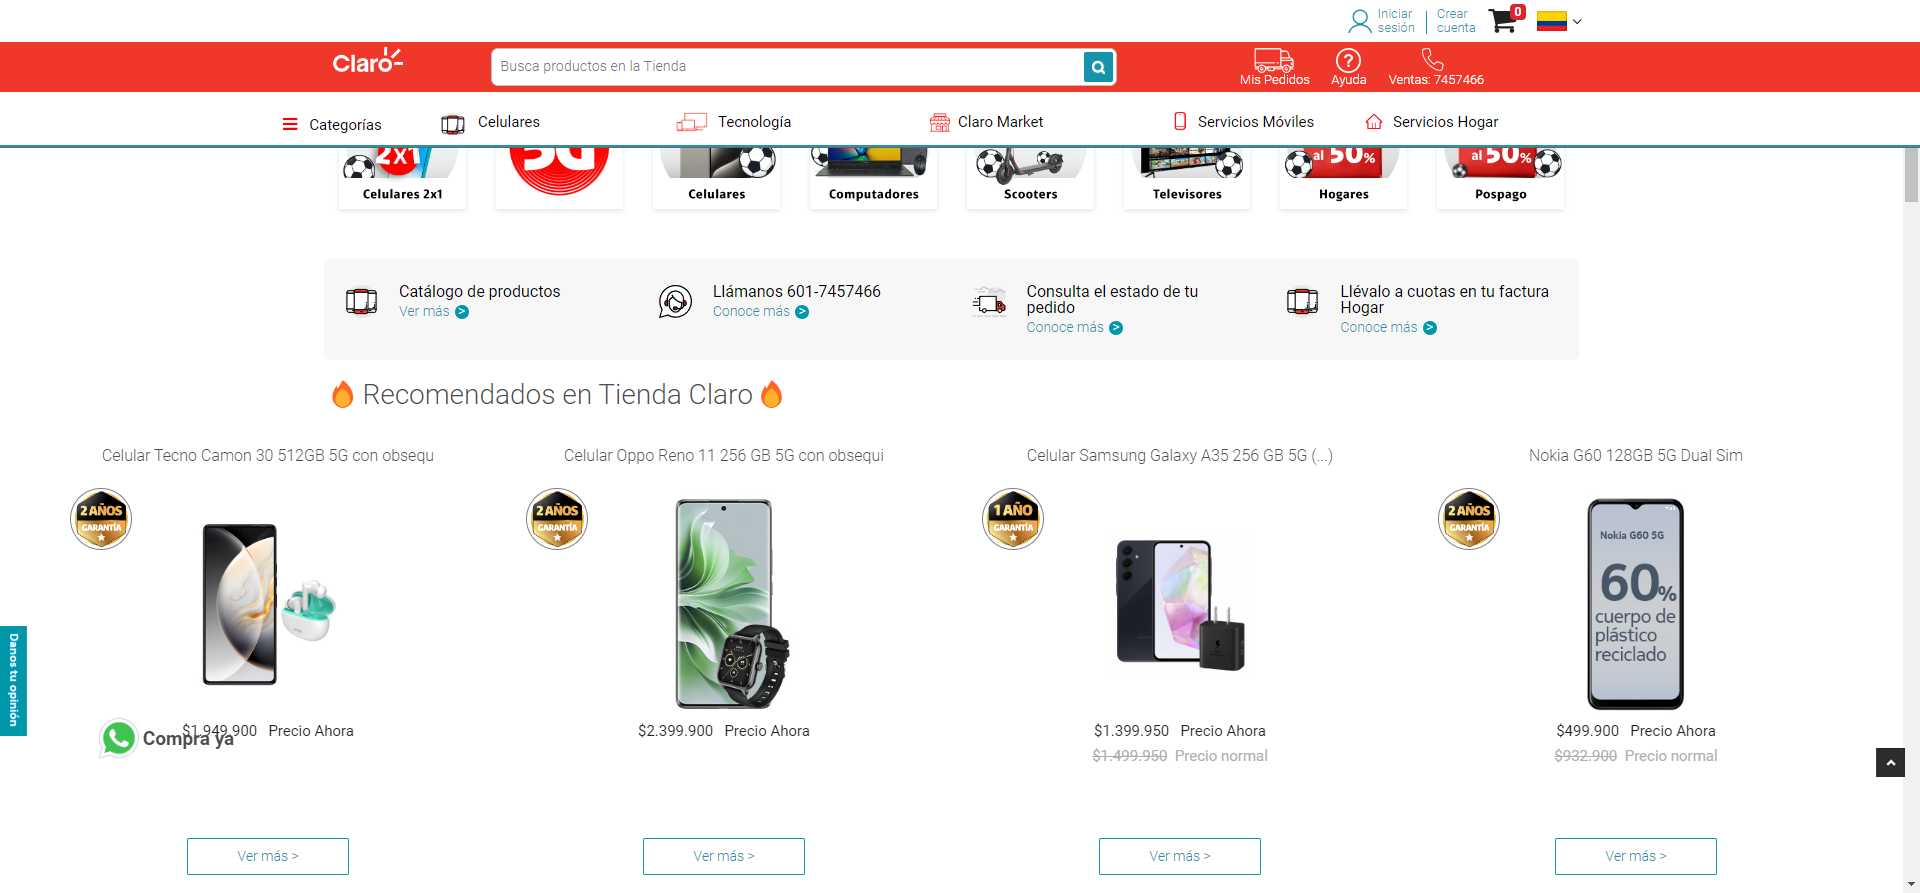 Iniciar
sesión
Crear
cuenta
0
Claro
Busca productos en la Tienda
Mis Pedidos
Ayuda
Ventas: 7457466
Categorías
Celulares
Tecnología
Claro Market
Servicios Móviles
Servicios Hogar
2x1
5G
al 50%
al 50%
Celulares 2x1
Celulares
Computadores
Scooters
Televisores
Hogares
Pospago
Catálogo de productos
Ver más >
Llámanos 601-7457466
Conoce más >
Consulta el estado de tu
pedido
Conoce más >
Llévalo a cuotas en tu factura
Hogar
Conoce más >
Recomendados en Tienda Claro
Celular Tecno Camon 30 512GB 5G con obsequ
Celular Oppo Reno 11 256 GB 5G con obsequi
Celular Samsung Galaxy A35 256 GB 5G (...)
Nokia G60 128GB 5G Dual Sim
2 AÑOS
GARANTÍA
2 AÑOS
GARANTÍA
1 AÑO
GARANTÍA
2 AÑOS
GARANTÍA
Nokia G60 5G
60%
cuerpo de
plástico
reciclado
Danos tu opinión
$1.949.900 Precio Ahora
Compra ya
$2.399.900 Precio Ahora
$1.399.950 Precio Ahora
$1.499.950 Precio normal
$499.900 Precio Ahora
$932.900 Precio normal
Ver más >
Ver más >
Ver más >
Ver más >